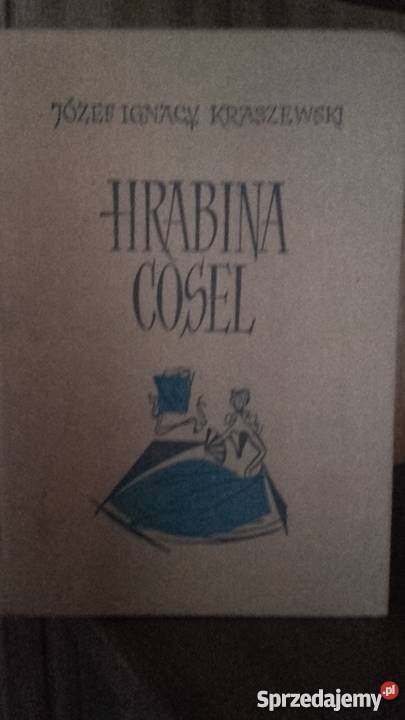 JÓZEF IGNACY KRASZEWSKI
HRABINA
COSEL
Sprzedajemy.pl